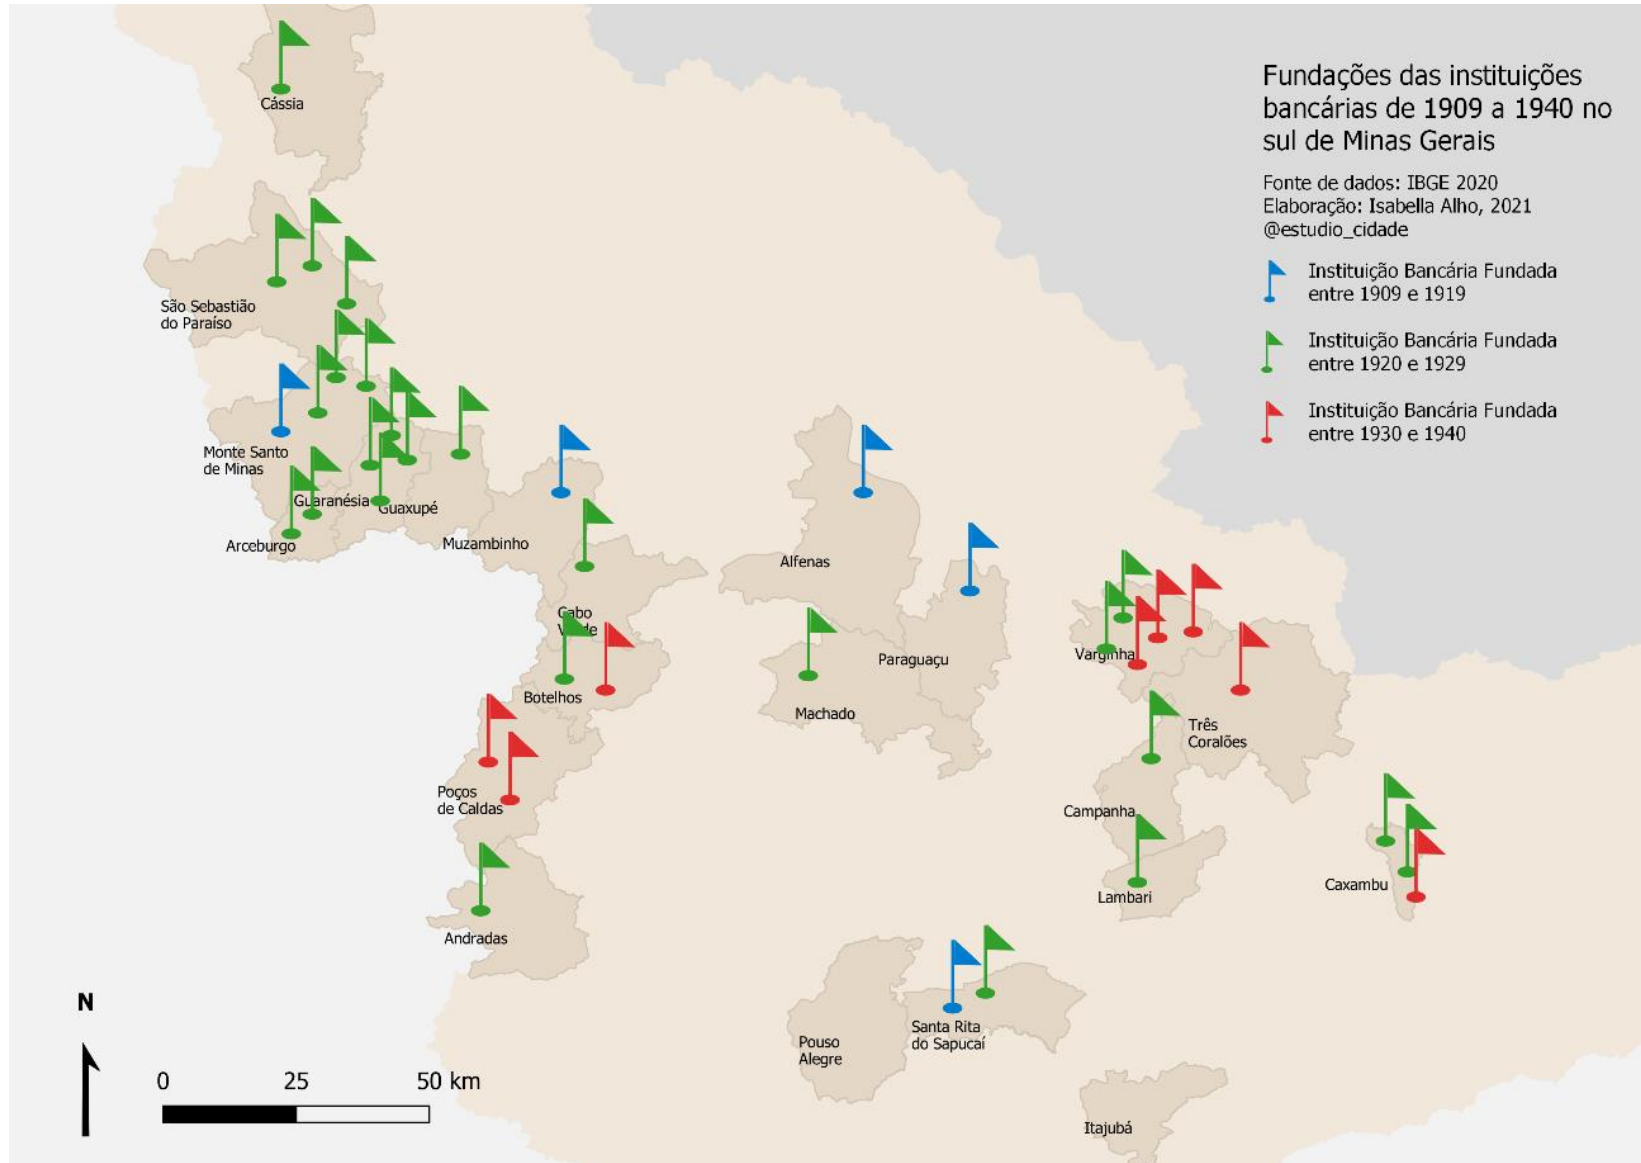 Fundações das instituições
bancárias de 1909 a 1940 no
sul de Minas Gerais
Fonte de dados: IBGE 2020
Elaboração: Isabella Alho, 2021
@estudio_cidade
Instituição Bancária Fundada
entre 1909 e 1919
Instituição Bancária Fundada
entre 1920 e 1929
Instituição Bancária Fundada
entre 1930 e 1940
Cássia
São Sebastião
do Paraíso
Monte Santo
de Minas
Guaranésia
Guaxupé
Arceburgo
Muzambinho
Cabo
Verde
Botelhos
Poços
de Caldas
Andradas
Alfenas
Paraguaçu
Machado
Varginha
Três
Coralões
Campanha
Lambari
Caxambu
Santa Rita
do Sapucaí
Pouso
Alegre
Itajubá
N
0 25 50 km